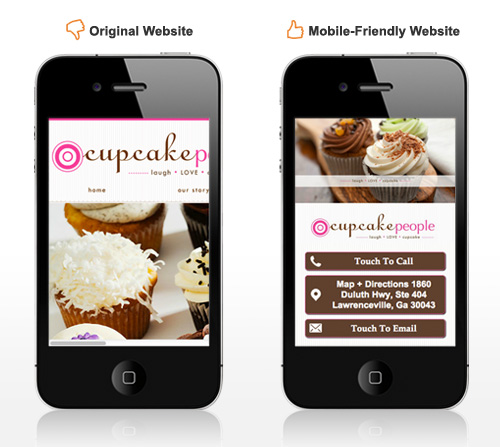 Original Website
Mobile-Friendly Website
cupcakepe
laugh • LOVE • c
home
our story
laugh • LOVE • cupcake
cupcakepeople
laugh • LOVE • cupcake
Touch To Call
Map + Directions 1860
Duluth Hwy, Ste 404
Lawrenceville, Ga 30043
Touch To Email